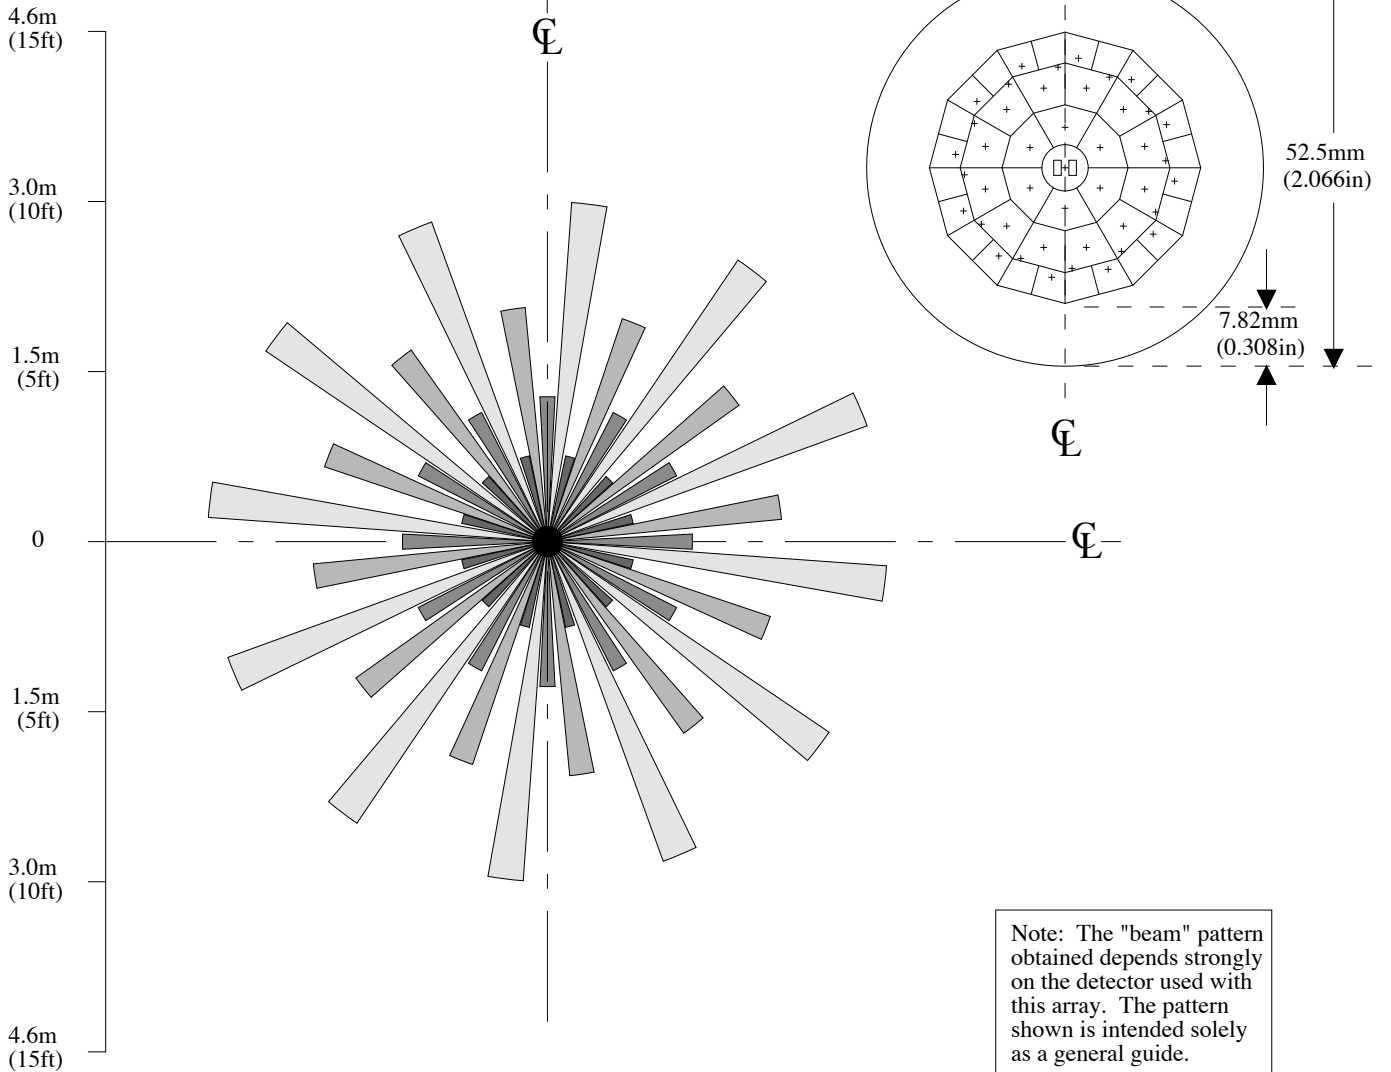 4.6m
(15ft)
3.0m
(10ft)
1.5m
(5ft)
0
1.5m
(5ft)
3.0m
(10ft)
4.6m
(15ft)
℄
℄
℄
52.5mm
(2.066in)
7.82mm
(0.308in)
Note: The "beam" pattern
obtained depends strongly
on the detector used with
this array. The pattern
shown is intended solely
as a general guide.